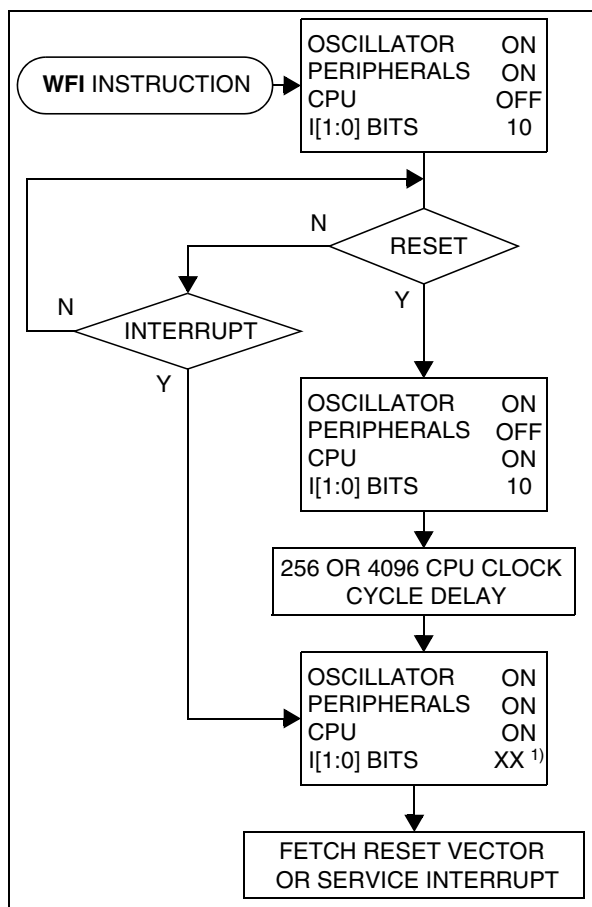 WFI INSTRUCTION
OSCILLATOR ON
PERIPHERALS ON
CPU OFF
I[1:0] BITS 10
N
RESET
Y
N
INTERRUPT
Y
OSCILLATOR ON
PERIPHERALS OFF
CPU ON
I[1:0] BITS 10
256 OR 4096 CPU CLOCK
CYCLE DELAY
OSCILLATOR ON
PERIPHERALS ON
CPU ON
I[1:0] BITS XX 1)
FETCH RESET VECTOR
OR SERVICE INTERRUPT